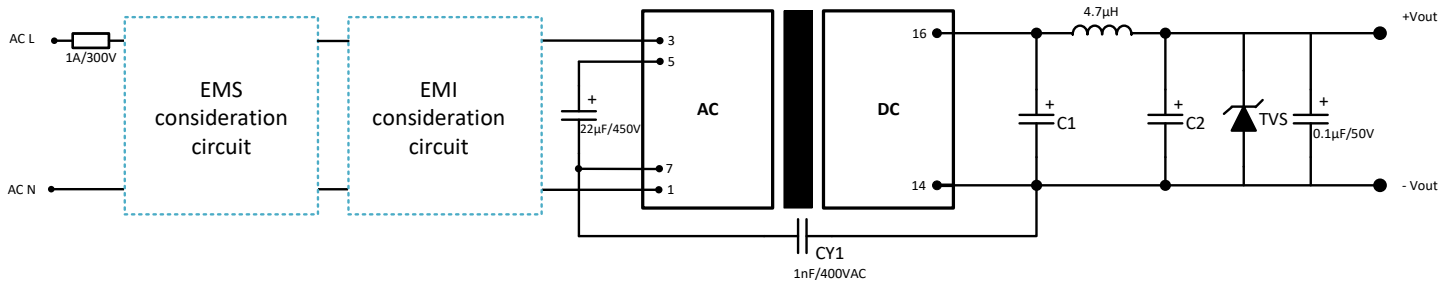 4.7μH
+Vout
AC L
1A/300V
EMS
consideration
circuit
EMI
consideration
circuit
3
5
+
22μF/450V
7
1
AC
DC
16
14
+
C1
+
C2
TVS
+
0.1μF/50V
AC N
- Vout
CY1
1nF/400VAC